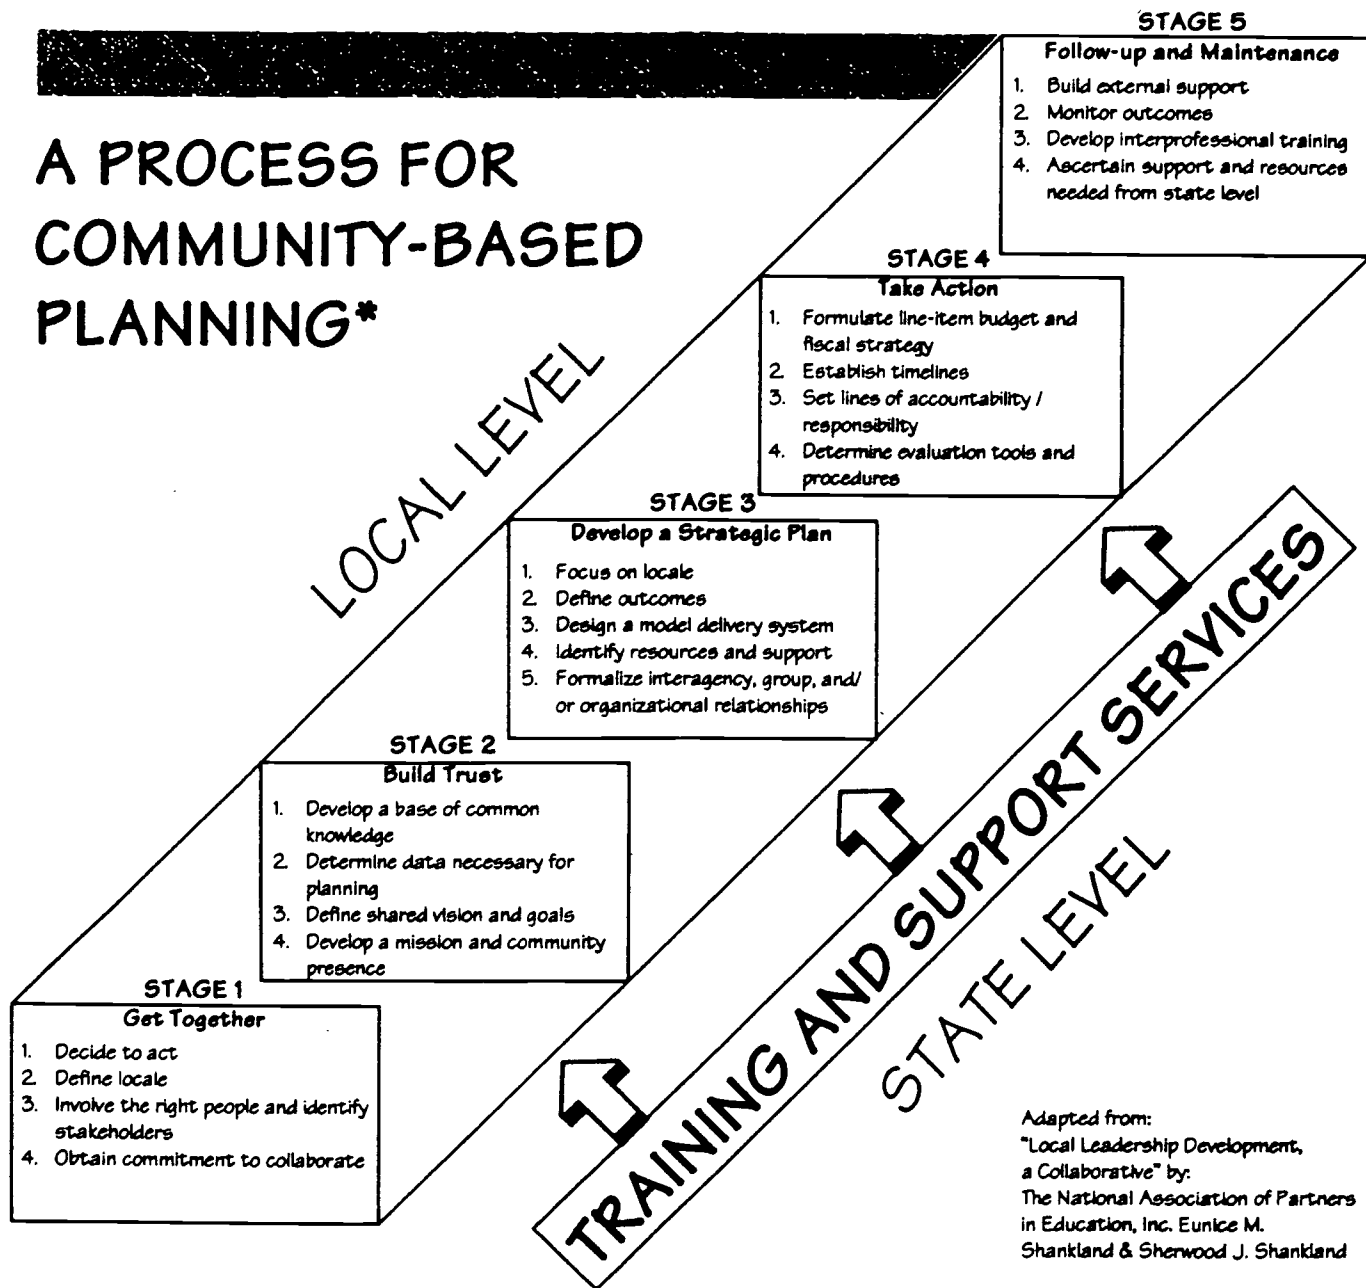 A PROCESS FOR
COMMUNITY-BASED
PLANNING*
LOCAL LEVEL
STAGE 5
Follow-up and Maintenance
1. Build external support
2. Monitor outcomes
3. Develop interprofessional training
4. Ascertain support and resources
needed from state level
STAGE 4
Take Action
1. Formulate line-item budget and
fiscal strategy
2. Establish timelines
3. Set lines of accountability /
responsibility
4. Determine evaluation tools and
procedures
STAGE 3
Develop a Strategic Plan
1. Focus on locale
2. Define outcomes
3. Design a model delivery system
4. Identify resources and support
5. Formalize interagency, group, and/
or organizational relationships
STAGE 2
Build Trust
1. Develop a base of common
knowledge
2. Determine data necessary for
planning
3. Define shared vision and goals
4. Develop a mission and community
presence
STAGE 1
Get Together
1. Decide to act
2. Define locale
3. Involve the right people and identify
stakeholders
4. Obtain commitment to collaborate
TRAINING AND SUPPORT SERVICES
STATE LEVEL
Adapted from:
"Local Leadership Development,
a Collaborative" by:
The National Association of Partners
in Education, Inc. Eunice M.
Shankland & Sherwood J. Shankland